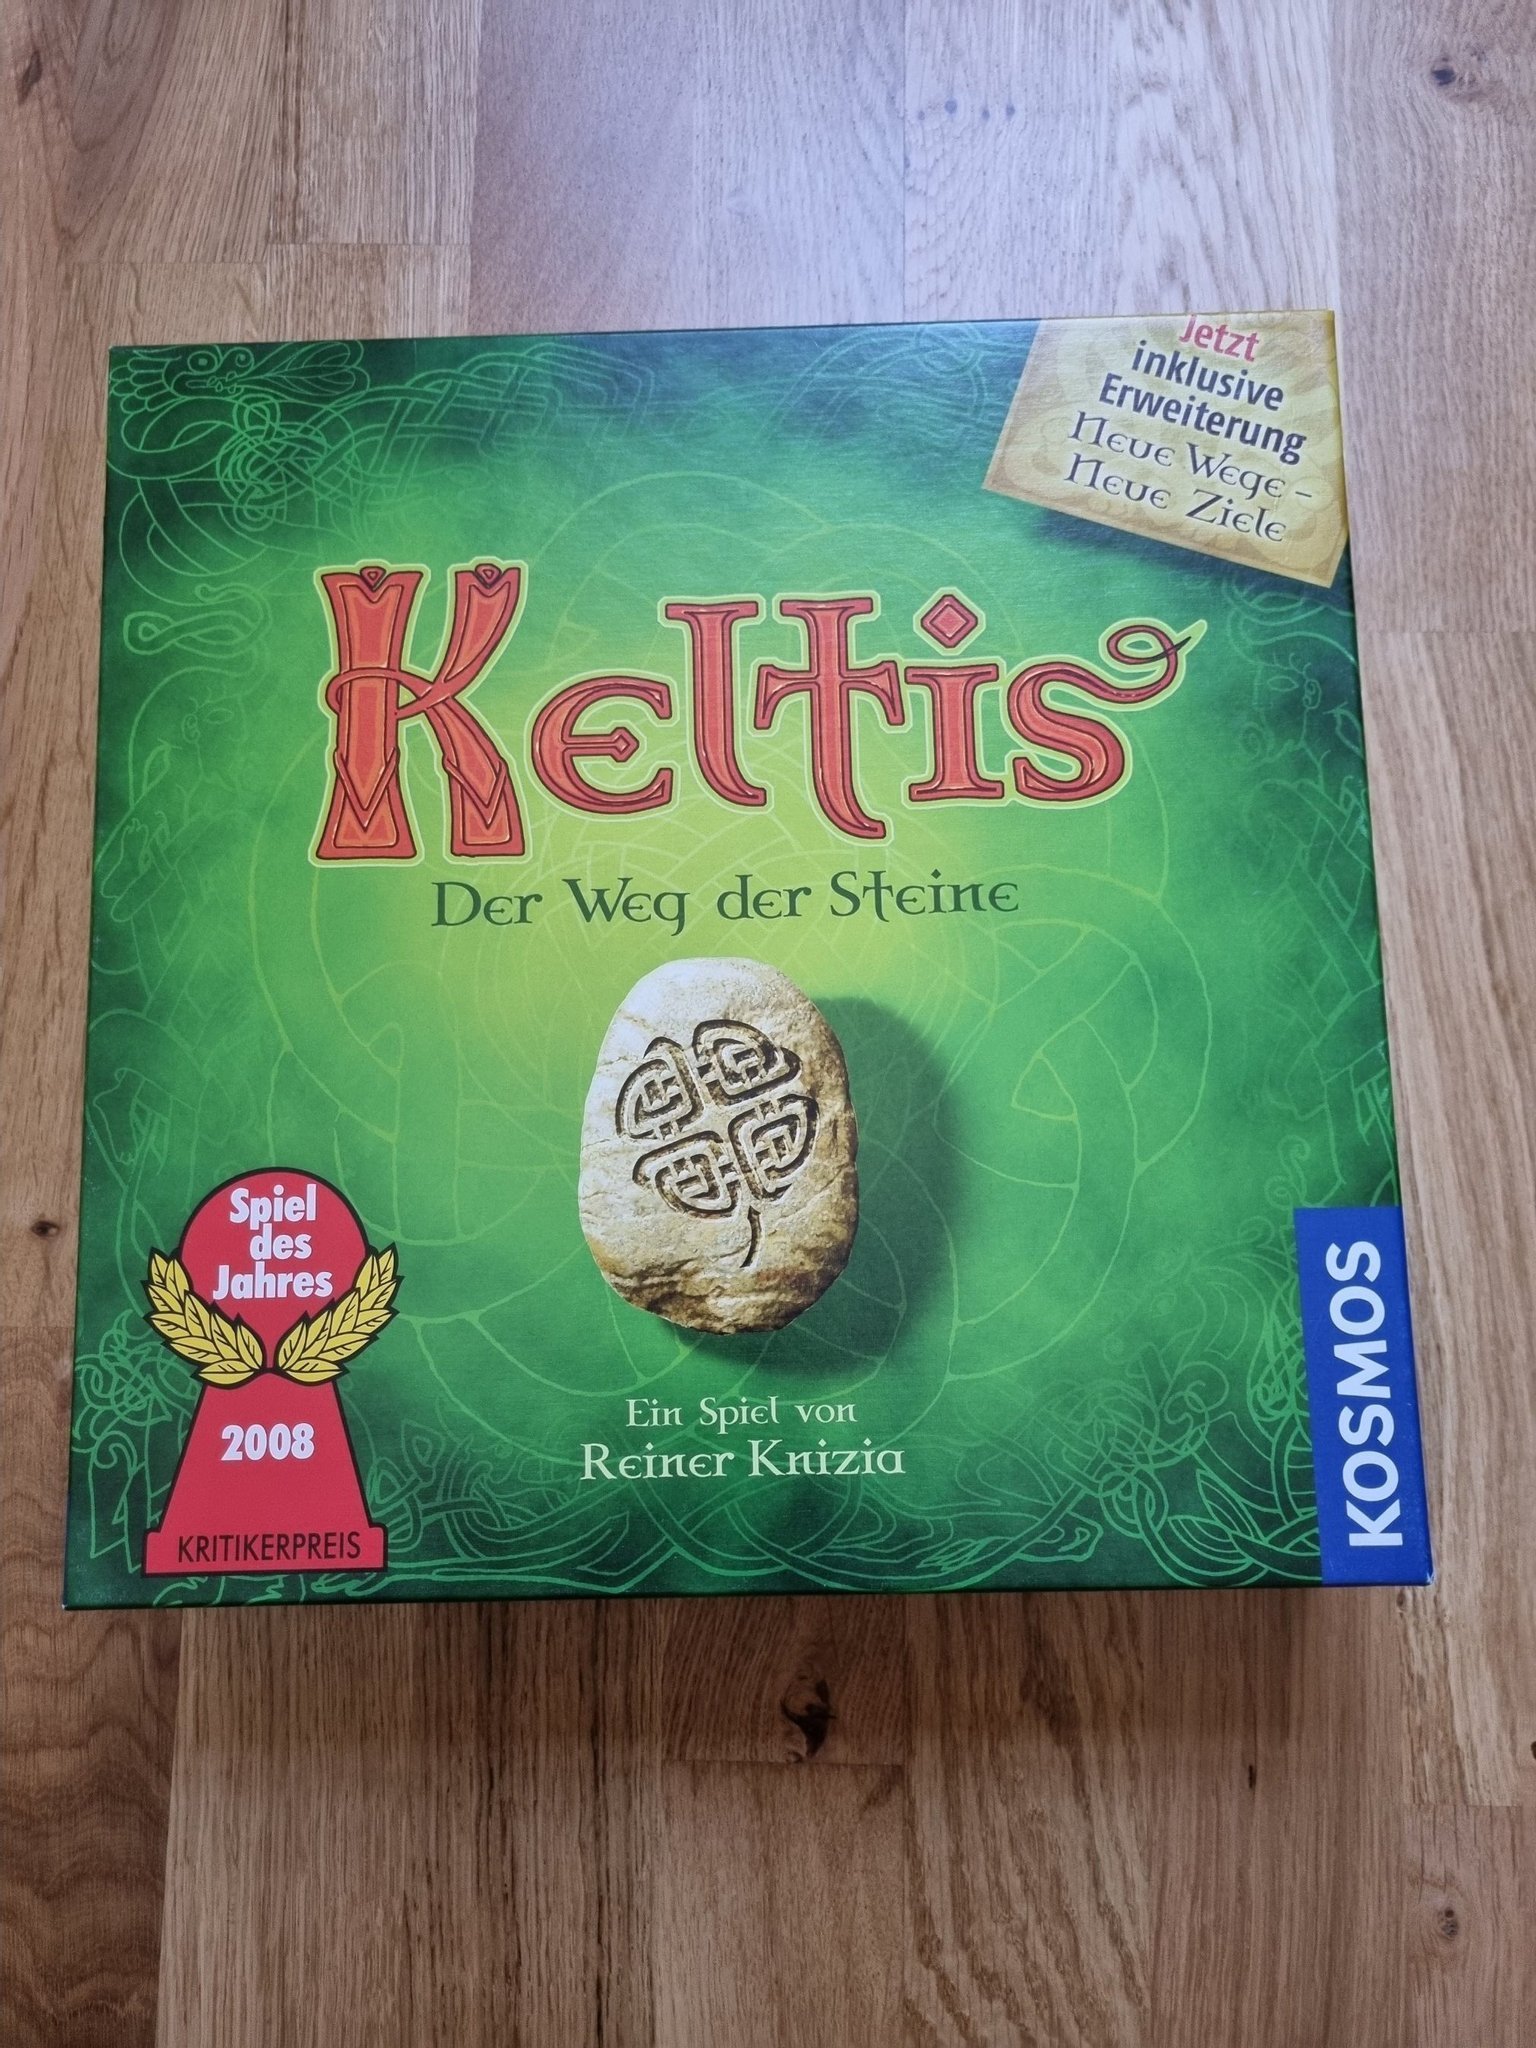 Jetzt
inklusive
Erweiterung
Neue Wege –
Neue Ziele
Keltis
Der Weg der Steine
Spiel
des
Jahres
2008
KRITIKERPREIS
Ein Spiel von
Reiner Knizia
KOSMOS